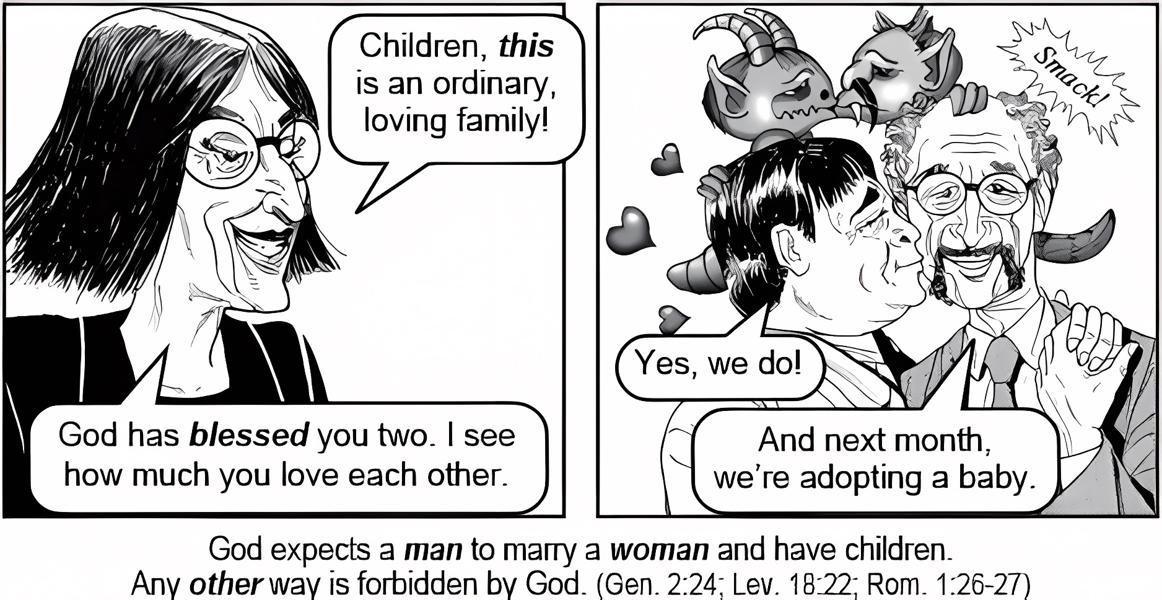 Children, this
is an ordinary,
loving family!
God has blessed you two. I see
how much you love each other.
Smack!
Yes, we do!
And next month,
we're adopting a baby.
God expects a man to marry a woman and have children.
Any other way is forbidden by God. (Gen. 2:24; Lev. 18:22; Rom. 1:26-27)